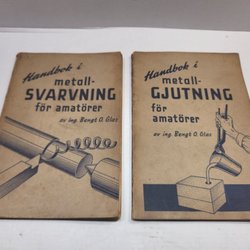 Handbok i
metall-
SVARVNING
för amatörer
av ing. Bengt O. Glas
Handbok i
metall-
GJUTNING
för
amatörer
av ing. Bengt O. Glas